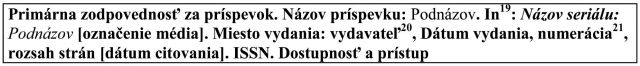 Primárna zodpovednosť za príspevok. Názov príspevku: Podnázov. In19: Názov seriálu:
Podnázov [označenie média]. Miesto vydania: vydavateľ20, Dátum vydania, numerácia21,
rozsah strán [dátum citovania]. ISSN. Dostupnosť a prístup